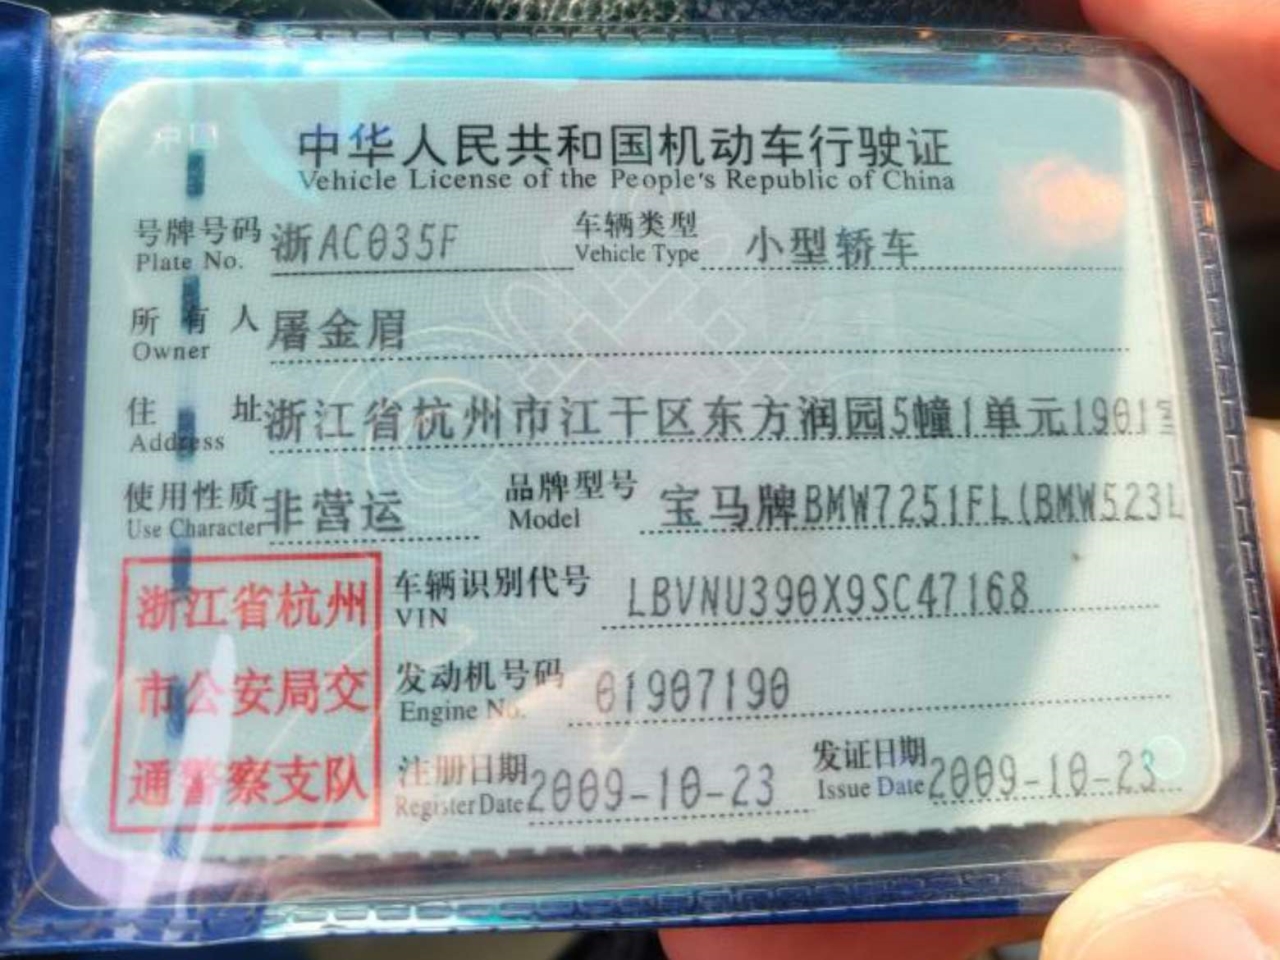 中国
中华人民共和国机动车行驶证
Vehicle License of the People's Republic of China
号牌号码 浙AC035F 车辆类型 小型轿车
Plate No. Vehicle Type
所有人 屠金眉
Owner
住址 浙江省杭州市江干区东方润园5幢1单元1901室
Address
使用性质 非营运 品牌型号 宝马牌BMW7251FL(BMW523L
Use Character Model
浙江省杭州
市公安局交
通警察支队
车辆识别代号 LBVNU390X9SC47168
VIN
发动机号码 01907190
Engine No.
注册日期 2009-10-23 发证日期 2009-10-23
Register Date Issue Date